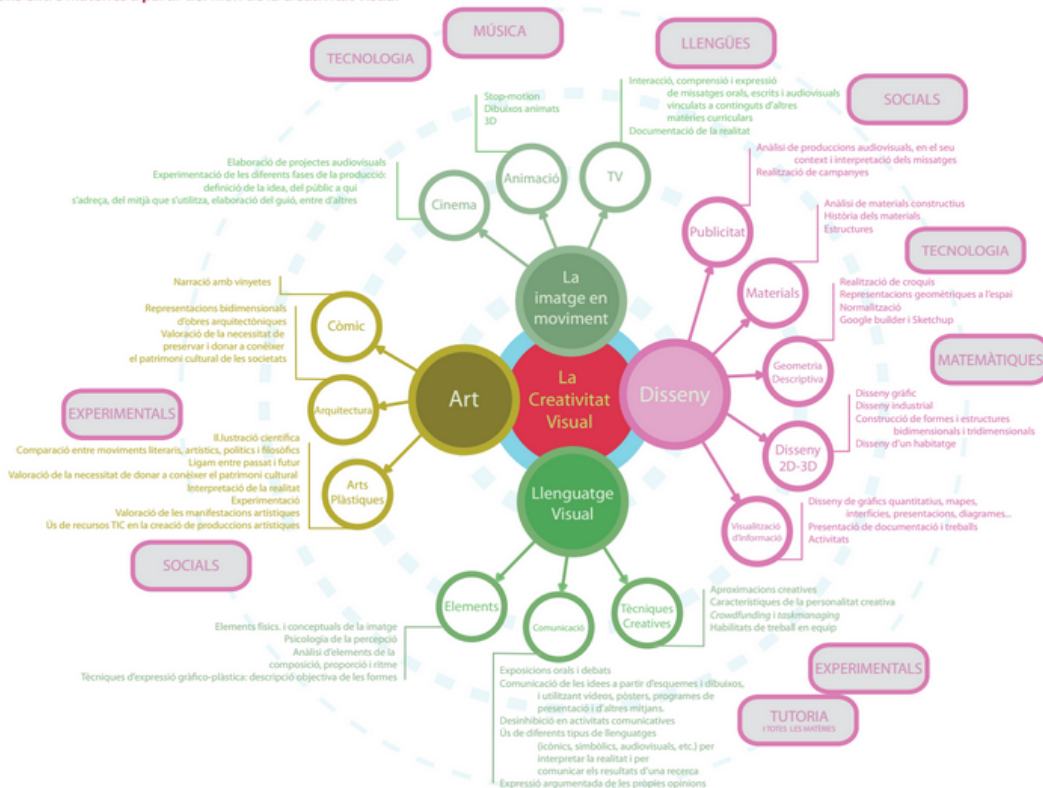 MÚSICA
TECNOLOGIA
LLENGÜES
SOCIALS
Stop-motion
Dibuixos animats
3D
Interacció, comprensió i expressió
de missatges orals, escrits i audiovisuals
vinculats a continguts d'altres
matèries curriculars
Documentació de la realitat
Elaboració de projectes audiovisuals
Experimentació de les diferents fases de la producció:
definició de la idea, del públic a qui
s'adreça, del mitjà que s'utilitza, elaboració del guió, entre d'altres
Cinema
Animació
TV
Anàlisi de produccions audiovisuals, en el seu
context i interpretació dels missatges
Realització de campanyes
Publicitat
Anàlisi de materials constructius
Història dels materials
Estructures
TECNOLOGIA
Materials
La
imatge en
moviment
Narració amb vinyetes
Còmic
Representacions bidimensionals
d'obres arquitectòniques
Valoració de la necessitat de
preservar i donar a conèixer
el patrimoni cultural de les societats
Realització de croquis
Representacions geomètriques a l'espai
Normalització
Google builder i Sketchup
MATEMÀTIQUES
Geometria
Descriptiva
Art
La
Creativitat
Visual
Disseny
Arquitectura
EXPERIMENTALS
Disseny gràfic
Disseny industrial
Construcció de formes i estructures
bidimensionals i tridimensionals
Disseny d'un habitatge
Disseny
2D-3D
Il.lustració científica
Comparació entre moviments literaris, artístics, polítics i filosòfics
Lligam entre passat i futur
Valoració de la necessitat de donar a conèixer el patrimoni cultural
Interpretació de la realitat
Experimentació
Valoració de les manifestacions artístiques
Ús de recursos TIC en la creació de produccions artístiques
Arts
Plàstiques
Llenguatge
Visual
Disseny de gràfics quantitatius, mapes,
interfícies, presentacions, diagrames...
Presentació de documentació i treballs
Activitats
Visualització
d'Informació
SOCIALS
Elements
Comunicació
Tècniques
Creatives
Aproximacions creatives
Característiques de la personalitat creativa
Crowdfunding i taskmanaging
Habilitats de treball en equip
Elements físics. i conceptuals de la imatge
Psicologia de la percepció
Anàlisi d'elements de la
composició, proporció i ritme
Tècniques d'expressió gràfico-plàstica: descripció objectiva de les formes
Exposicions orals i debats
Comunicació de les idees a partir d'esquemes i dibuixos,
i utilitzant vídeos, pòsters, programes de
presentació i d'altres mitjans.
Desinhibició en activitats comunicatives
Ús de diferents tipus de llenguatges
(icònics, simbòlics, audiovisuals, etc.) per
interpretar la realitat i per
comunicar els resultats d'una recerca
Expressió argumentada de les pròpies opinions
EXPERIMENTALS
TUTORIA
I TOTES LES MATÈRIES